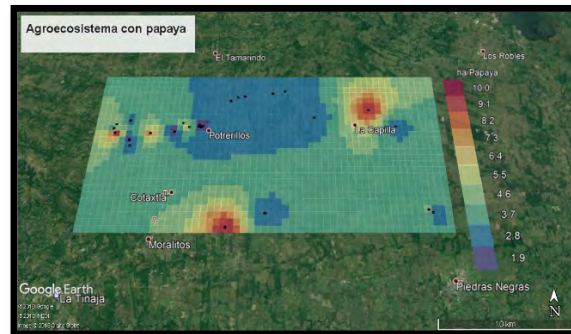 Agroecosistema con papaya
El Tamarindo
Los Robles
ha Papaya
10.0
9.1
8.2
7.3
6.4
5.5
4.6
3.7
2.8
1.9
Potrerillos
La Capilla
Cotaxtla
Moralitos
Google Earth
La Tinaja
Piedras Negras
N
10 km